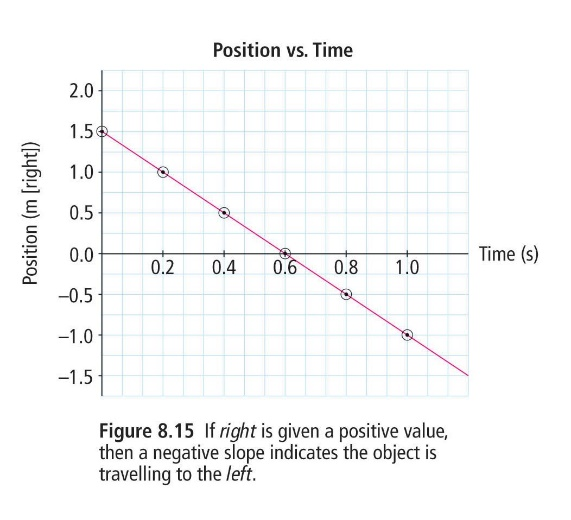 Position vs. Time
Position (m [right])
2.0
1.5
1.0
0.5
0.0
–0.5
–1.0
–1.5
0.2 0.4 0.6 0.8 1.0
Time (s)
Figure 8.15 If right is given a positive value,
then a negative slope indicates the object is
travelling to the left.